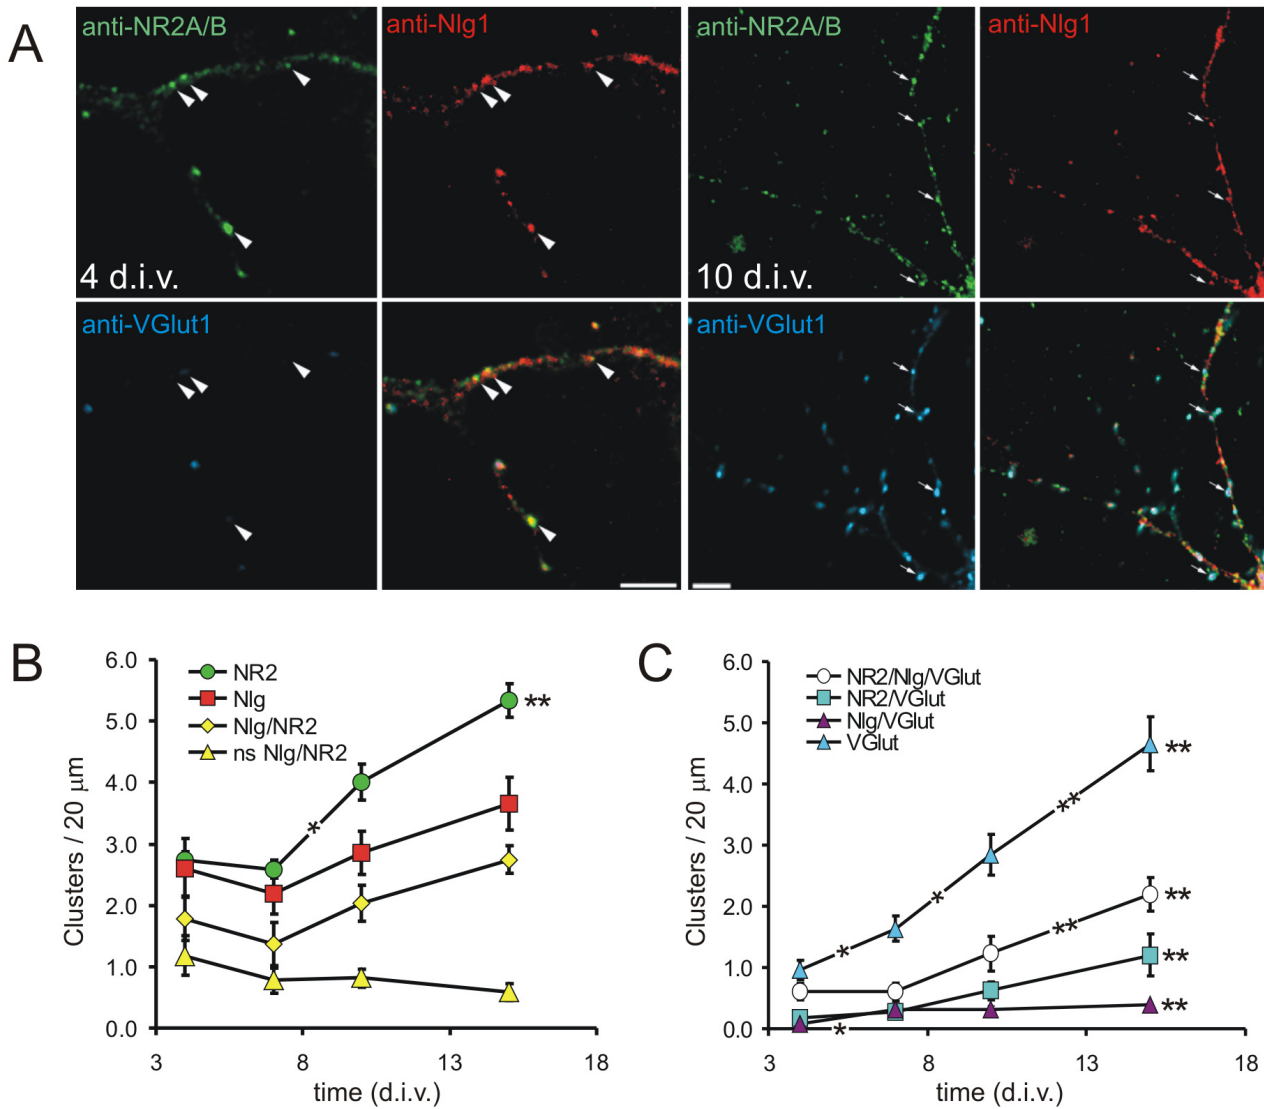 A
anti-NR2A/B
anti-Nlg1
anti-NR2A/B
anti-Nlg1
4 d.i.v.
10 d.i.v.
anti-VGlut1
anti-VGlut1
B
6.0
5.0
4.0
3.0
2.0
1.0
0.0
Clusters / 20 μm
NR2
Nlg
Nlg/NR2
ns Nlg/NR2
*
**
3
8
13
18
time (d.i.v.)
C
6.0
5.0
4.0
3.0
2.0
1.0
0.0
Clusters / 20 μm
NR2/Nlg/VGlut
NR2/VGlut
Nlg/VGlut
VGlut
*
*
**
**
**
**
**
*
**
3
8
13
18
time (d.i.v.)